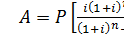 A = P [ i(1+i)^n / (1+i)^n -